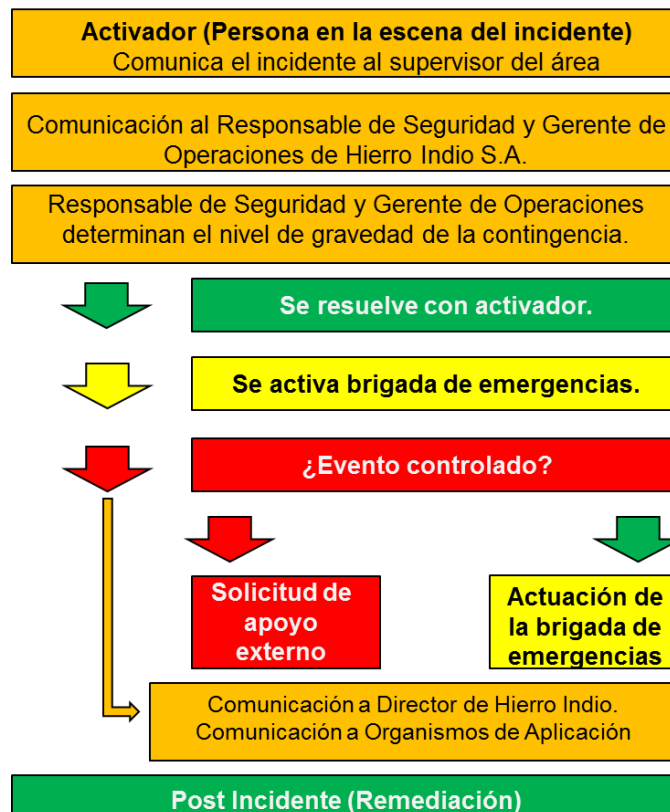 Activador (Persona en la escena del incidente)
Comunica el incidente al supervisor del área
Comunicación al Responsable de Seguridad y Gerente de
Operaciones de Hierro Indio S.A.
Responsable de Seguridad y Gerente de Operaciones
determinan el nivel de gravedad de la contingencia.
Se resuelve con activador.
Se activa brigada de emergencias.
¿Evento controlado?
Solicitud de
apoyo
externo
Actuación de
la brigada de
emergencias
Comunicación a Director de Hierro Indio.
Comunicación a Organismos de Aplicación
Post Incidente (Remediación)